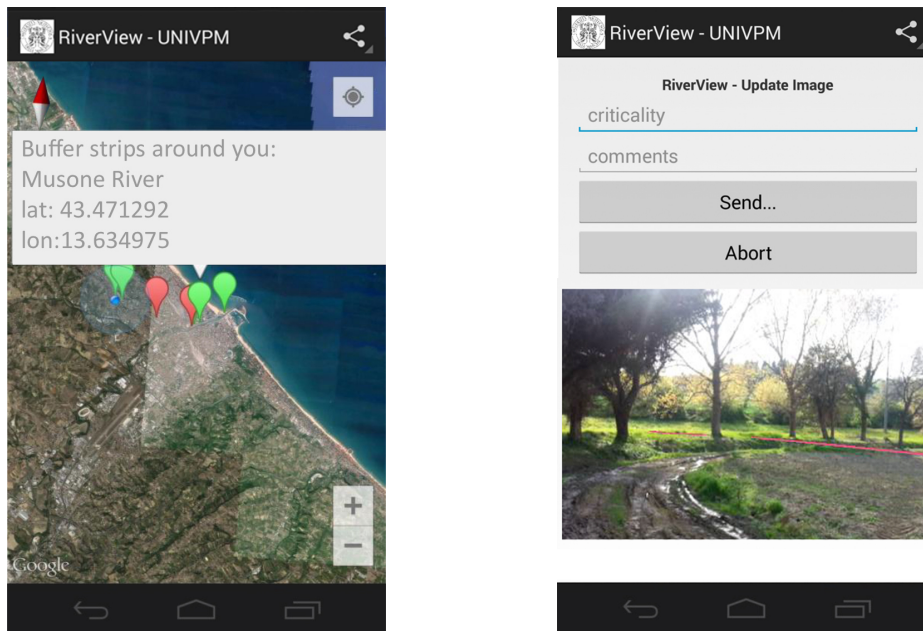 RiverView - UNIVPM
Buffer strips around you:
Musone River
lat: 43.471292
lon:13.634975
+
−
Google
RiverView - UNIVPM
RiverView - Update Image
criticality
comments
Send...
Abort